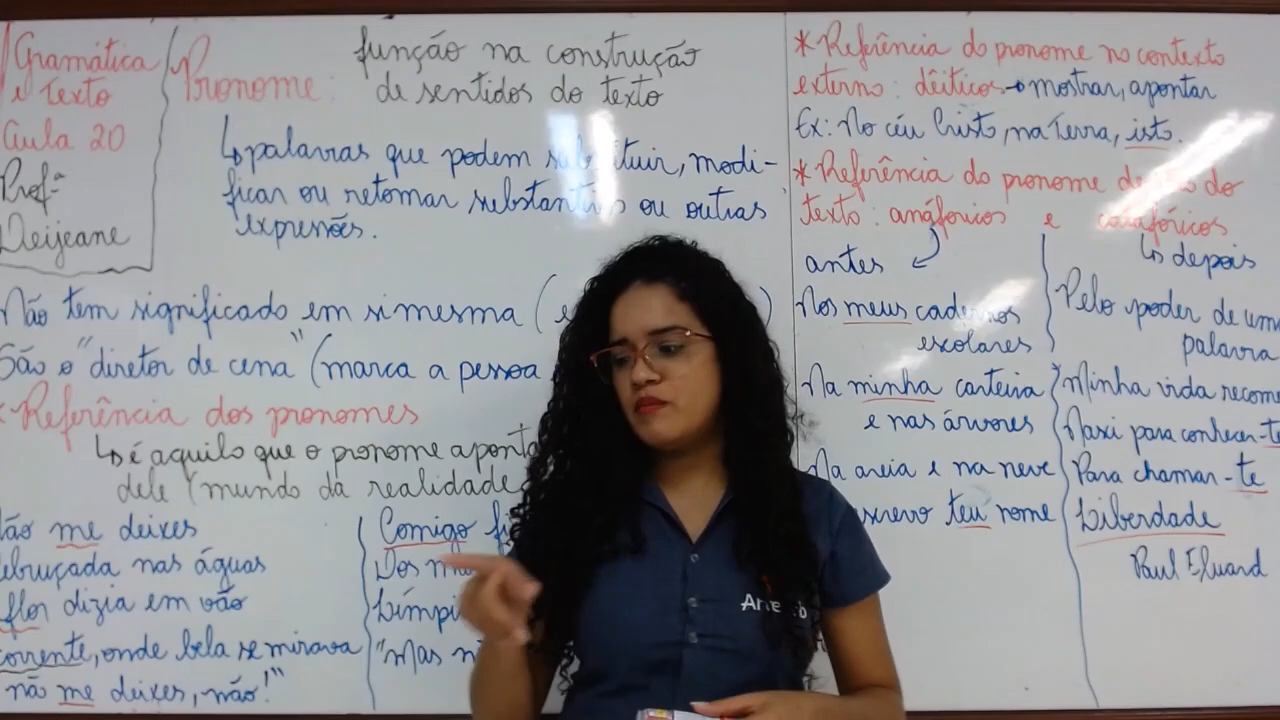 Gramática
e Texto
Aula 20
Profª
Deijeane
Pronome: função na construção
de sentidos do texto
↳ palavras que podem substituir, modi-
ficar ou retomar substantivos ou outras
expressões.
Não tem significado em si mesma (
São o "diretor de cena" (marca a pessoa
* Referência dos pronomes
↳ é aquilo que o pronome aponta
dele (mundo da realidade
Não me deixes
debruçada nas águas
flor dizia em vão
corrente, onde bela se mirava
não me deixes, não!"
Comigo
Dos
"Mas
* Referência do pronome no contexto
externo: dêiticos → mostrar, apontar
Ex: No céu Cristo, na Terra, isto.
* Referência do pronome dentro do
texto: anáforicos e catafóricos
antes
Nos meus cadernos
escolares
Na minha carteira
e nas árvores
Na areia e na neve
Escrevo teu nome
↳ depois
Pelo poder de uma
palavra
Minha vida recome
Nasci para conhecer-te
Para chamar-te
Liberdade
Paul Eluard